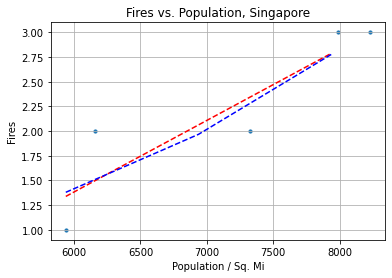 Fires vs. Population, Singapore
3.00
2.75
2.50
2.25
2.00
1.75
1.50
1.25
1.00
Fires
6000 6500 7000 7500 8000
Population / Sq. Mi